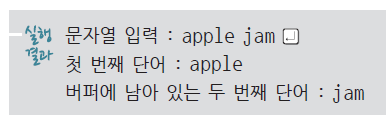 실행
결과
문자열 입력 : apple jam ↵
첫 번째 단어 : apple
버퍼에 남아 있는 두 번째 단어 : jam